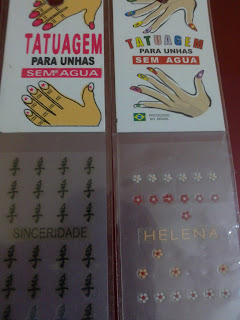 TATUAGEM
PARA UNHAS
SEM AGUA
SINCERIDADE
TATUAGEM
PARA UNHAS
SEM AGUA
HELENA